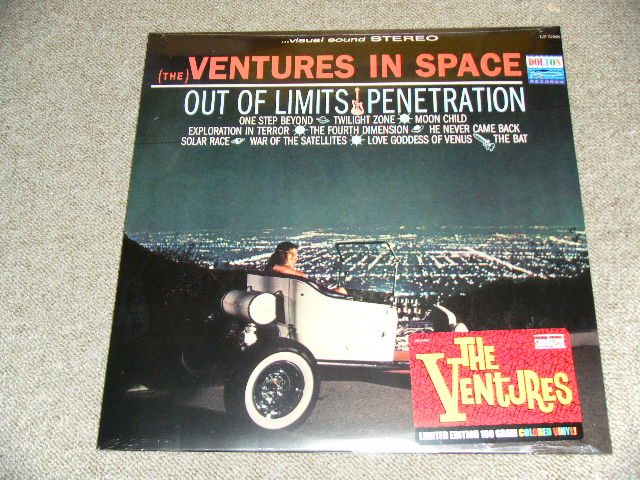 ...visual sound STEREO
(THE) VENTURES IN SPACE
DOLTON
RECORDS
OUT OF LIMITS PENETRATION
ONE STEP BEYOND TWILIGHT ZONE MOON CHILD
EXPLORATION IN TERROR THE FOURTH DIMENSION HE NEVER CAME BACK
SOLAR RACE WAR OF THE SATELLITES LOVE GODDESS OF VENUS THE BAT
THE
VENTURES
LIMITED EDITION 180 GRAM COLORED VINYL!